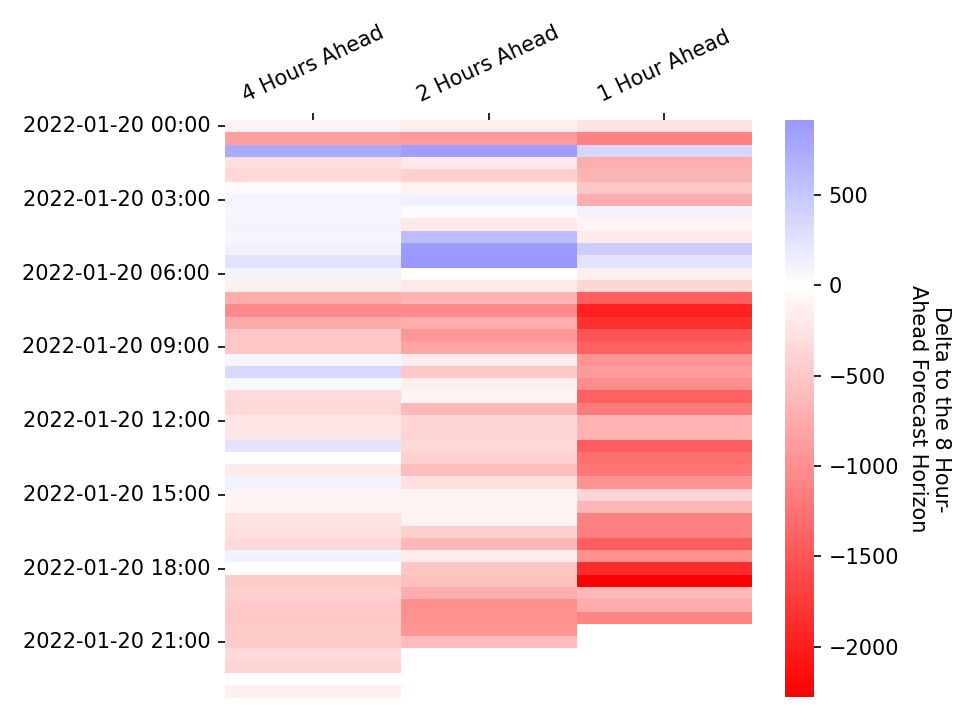 4 Hours Ahead
2 Hours Ahead
1 Hour Ahead
2022-01-20 00:00
2022-01-20 03:00
2022-01-20 06:00
2022-01-20 09:00
2022-01-20 12:00
2022-01-20 15:00
2022-01-20 18:00
2022-01-20 21:00
500
0
−500
−1000
−1500
−2000
Delta to the 8 Hour-
Ahead Forecast Horizon